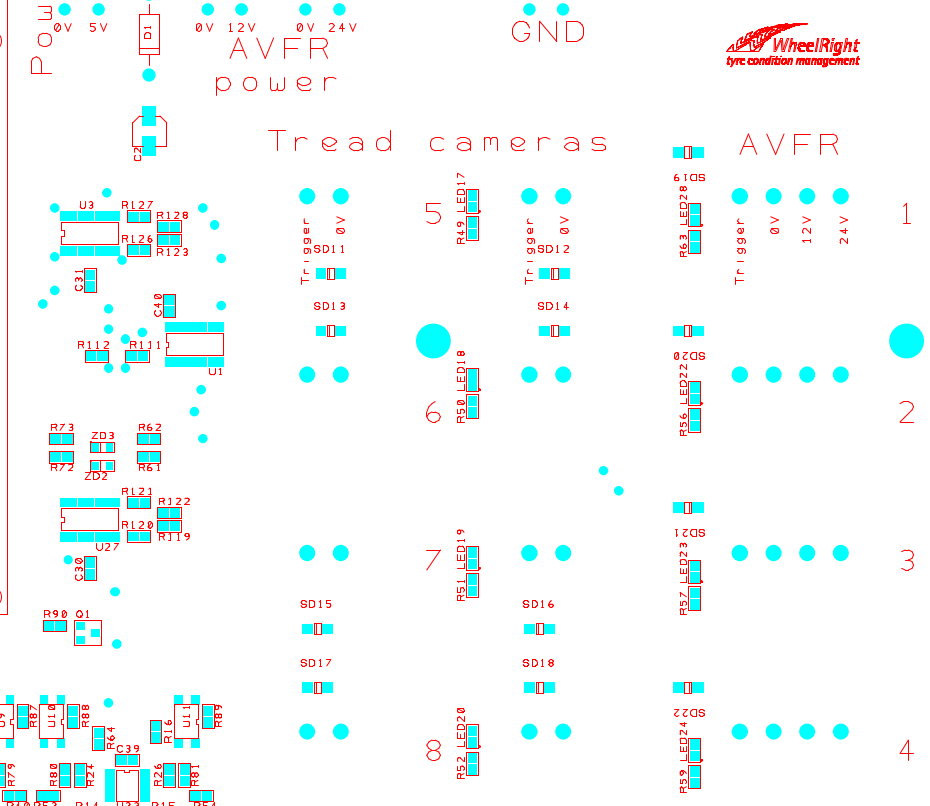 Pow
0V 5V
D1
0V 12V
0V 24V
AVFR
power
GND
WheelRight
tyre condition management
C2
Tread cameras
AVFR
SD19
U3
R127
R128
R126
R123
C31
C40
Trigger
0V
SD11
SD13
5
LED17
R49
Trigger
0V
SD12
SD14
LED28
R63
Trigger
0V
12V
24V
1
R112
R111
U1
LED18
R50
6
SD20
LED22
R56
2
R73
ZD3
R62
R72
ZD2
R61
R121
R122
R120
R119
U27
C30
7
LED19
R51
SD21
LED23
R57
3
R90
Q1
SD15
SD16
SD17
SD18
SD22
U9
R87
U10
R88
R64
R16
U11
R89
C39
8
LED20
R52
LED24
R59
4
R79
R80
R24
R26
R81
R53
R14
R15
R54